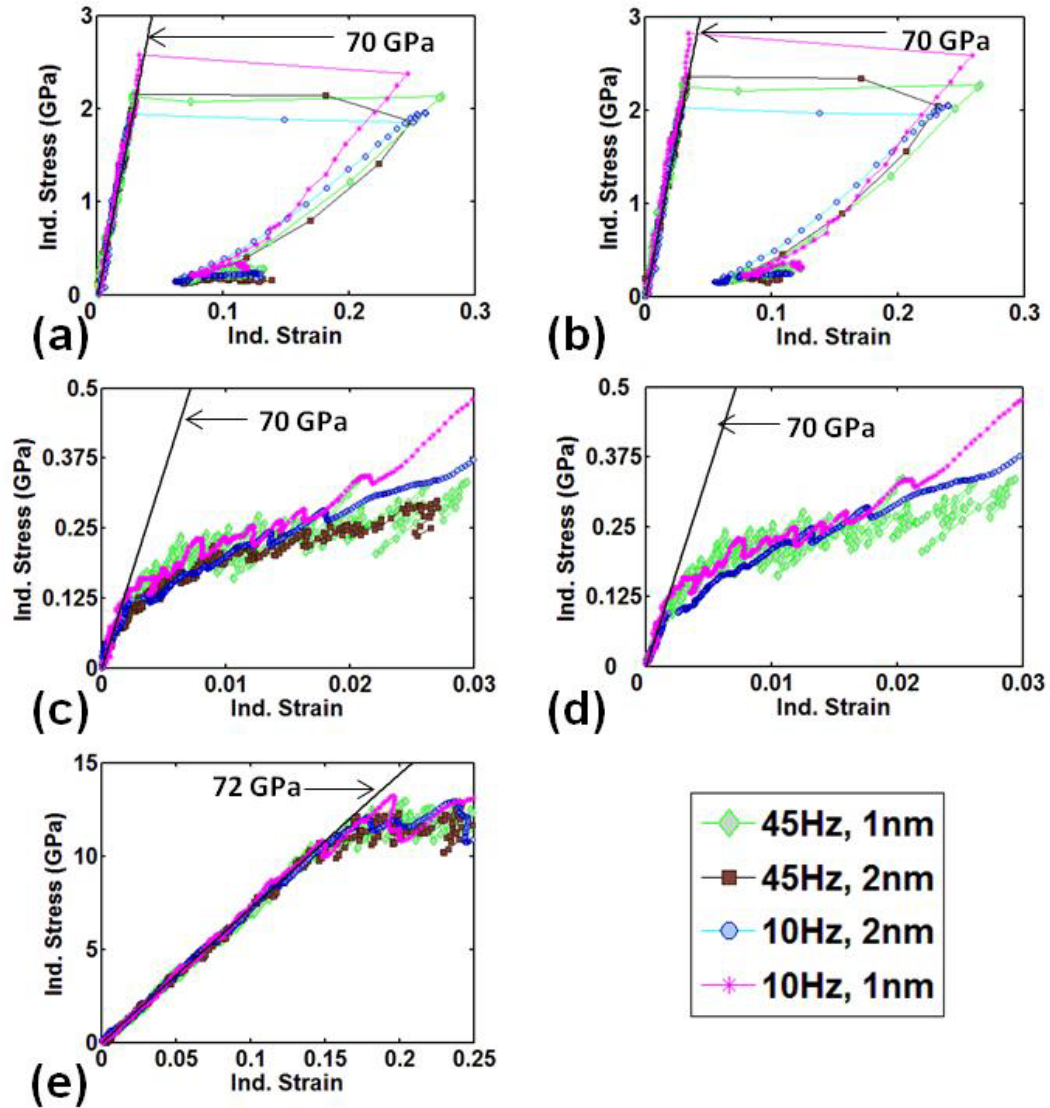 3
2
1
0
Ind. Stress (GPa)
70 GPa
0
0.1
0.2
0.3
Ind. Strain
(a)
3
2
1
0
Ind. Stress (GPa)
70 GPa
0
0.1
0.2
0.3
Ind. Strain
(b)
0.5
0.375
0.25
0.125
0
Ind. Stress (GPa)
70 GPa
0
0.01
0.02
0.03
Ind. Strain
(c)
0.5
0.375
0.25
0.125
0
Ind. Stress (GPa)
70 GPa
0
0.01
0.02
0.03
Ind. Strain
(d)
15
10
5
0
Ind. Stress (GPa)
72 GPa
0
0.05
0.1
0.15
0.2
0.25
Ind. Strain
(e)
45Hz, 1nm
45Hz, 2nm
10Hz, 2nm
10Hz, 1nm